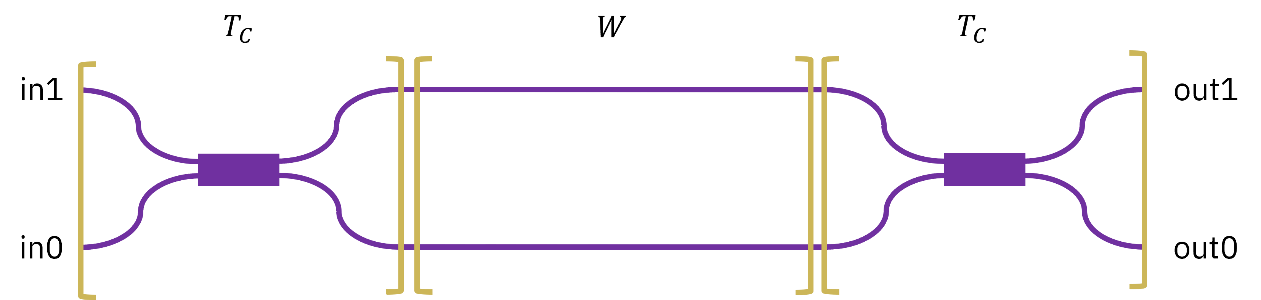 T_C W T_C
in1 out1
in0 out0